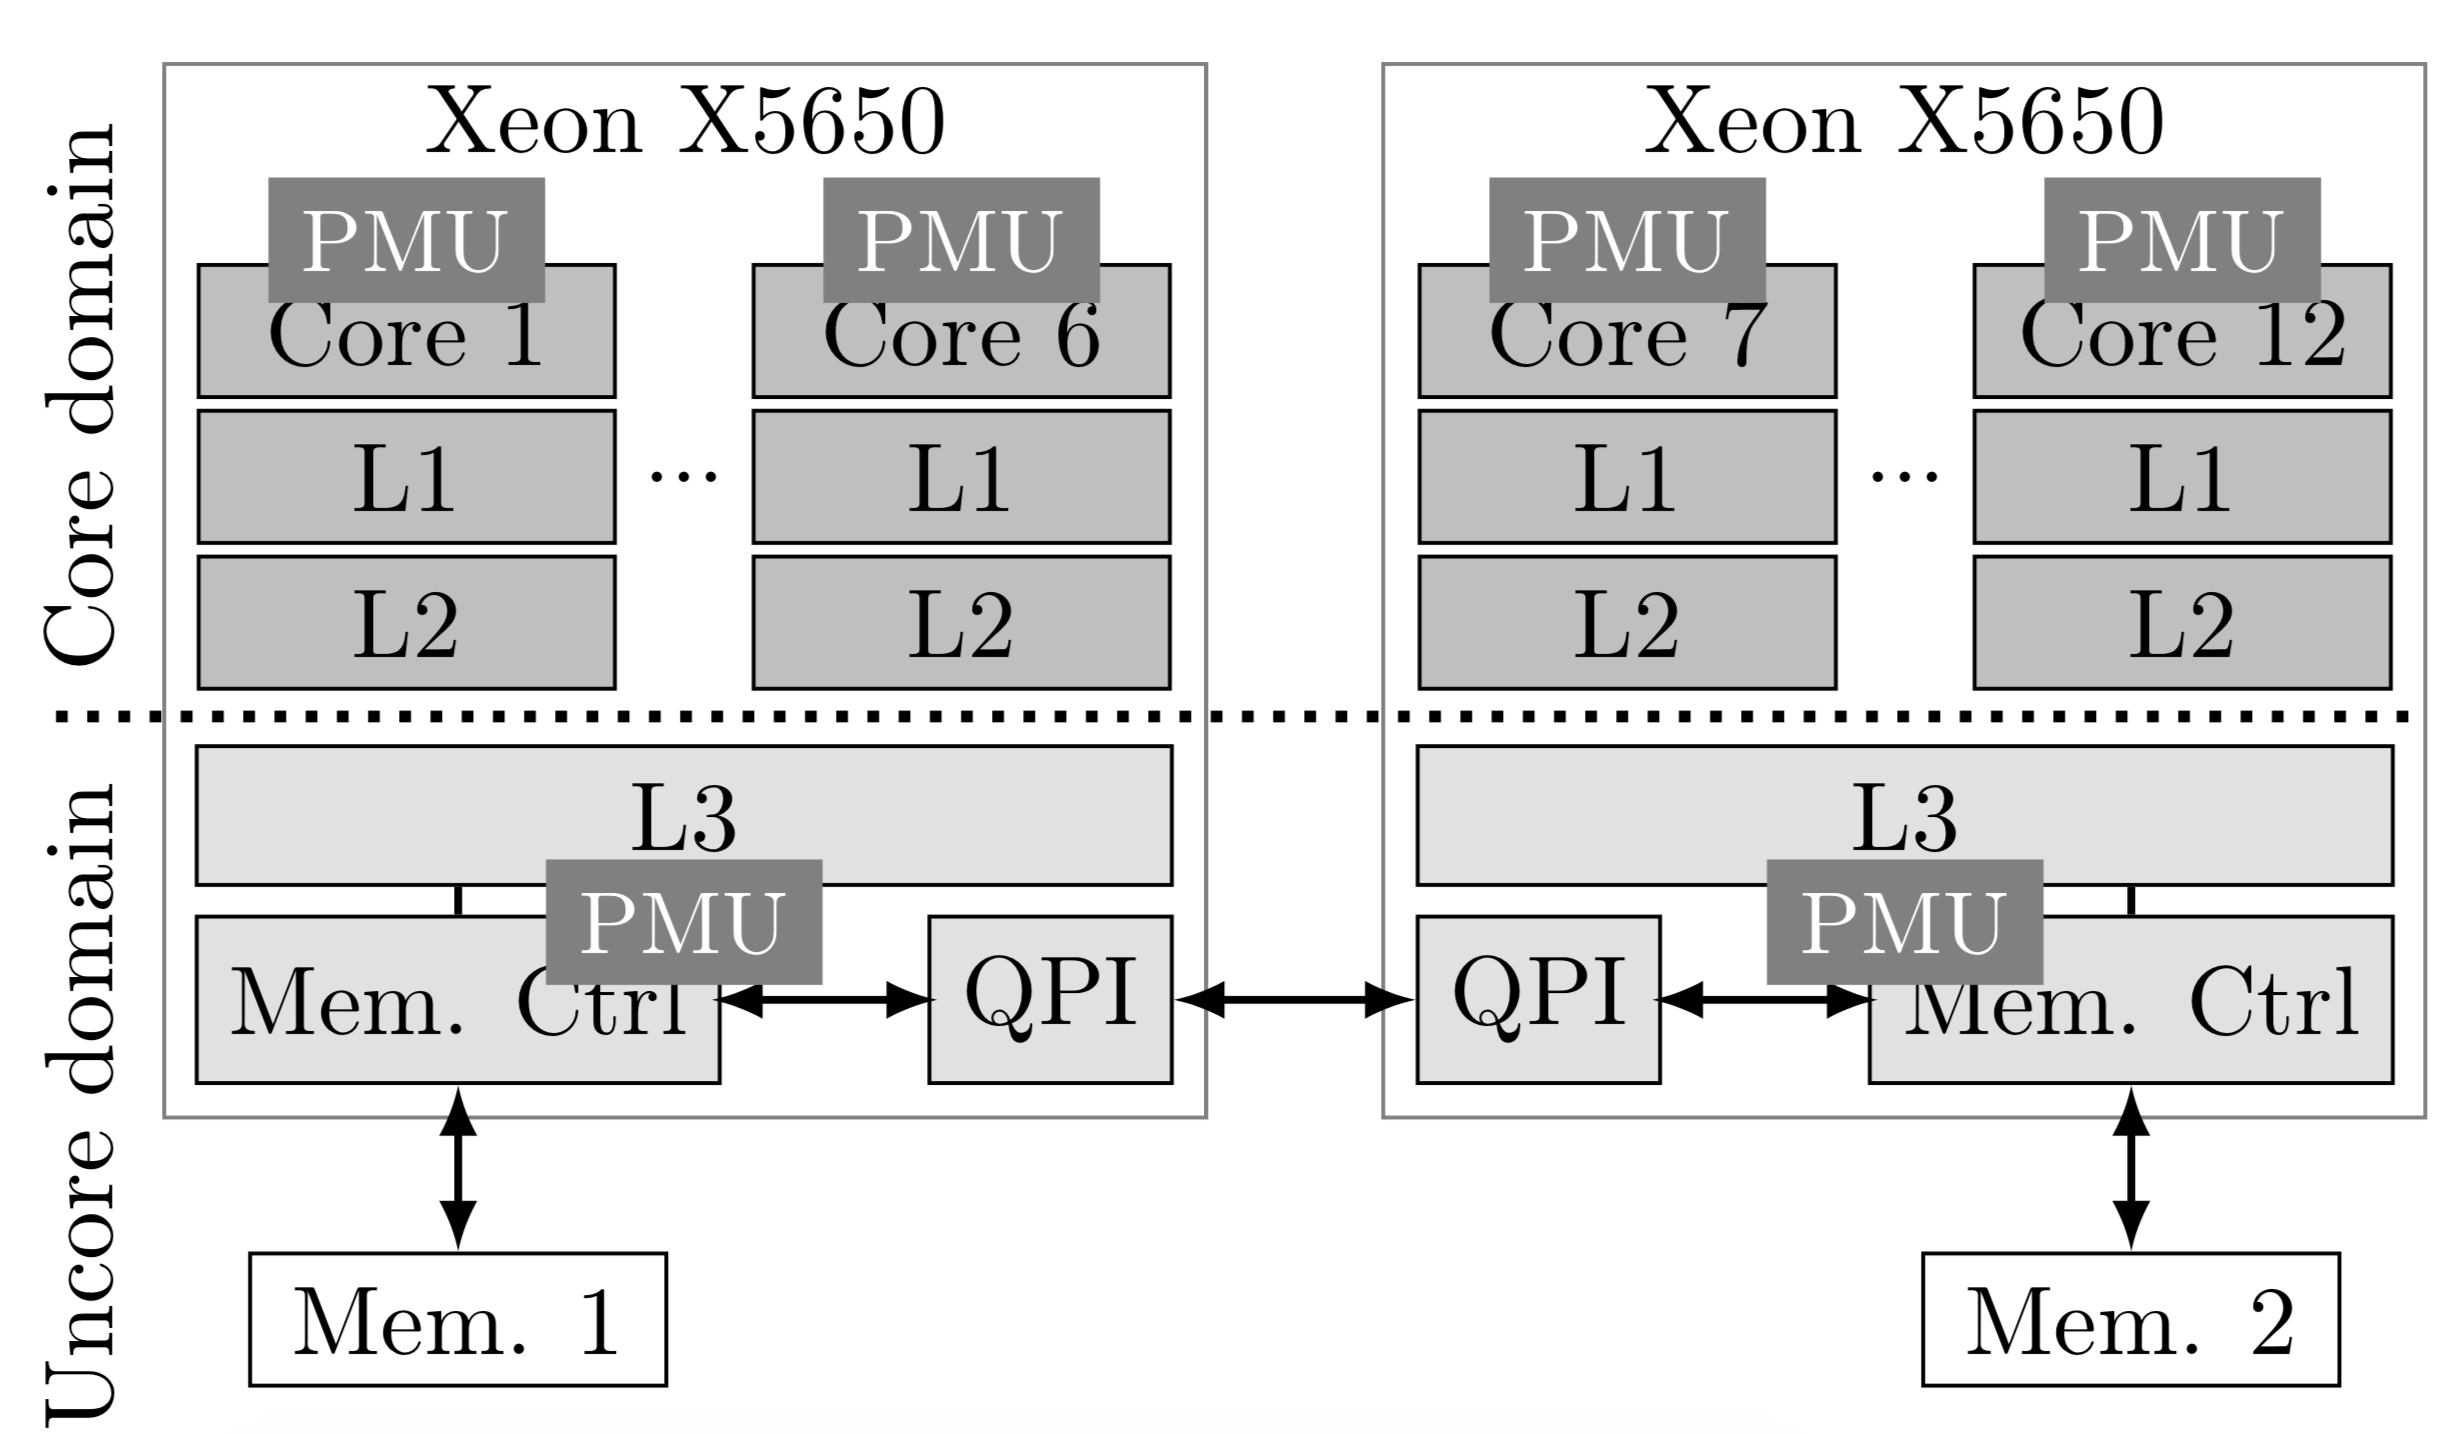 Core domain
Uncore domain
Xeon X5650
PMU
PMU
Core 1
Core 6
L1
...
L1
L2
L2
L3
PMU
Mem. Ctrl
QPI
Mem. 1
Xeon X5650
PMU
PMU
Core 7
Core 12
L1
...
L1
L2
L2
L3
PMU
QPI
Mem. Ctrl
Mem. 2